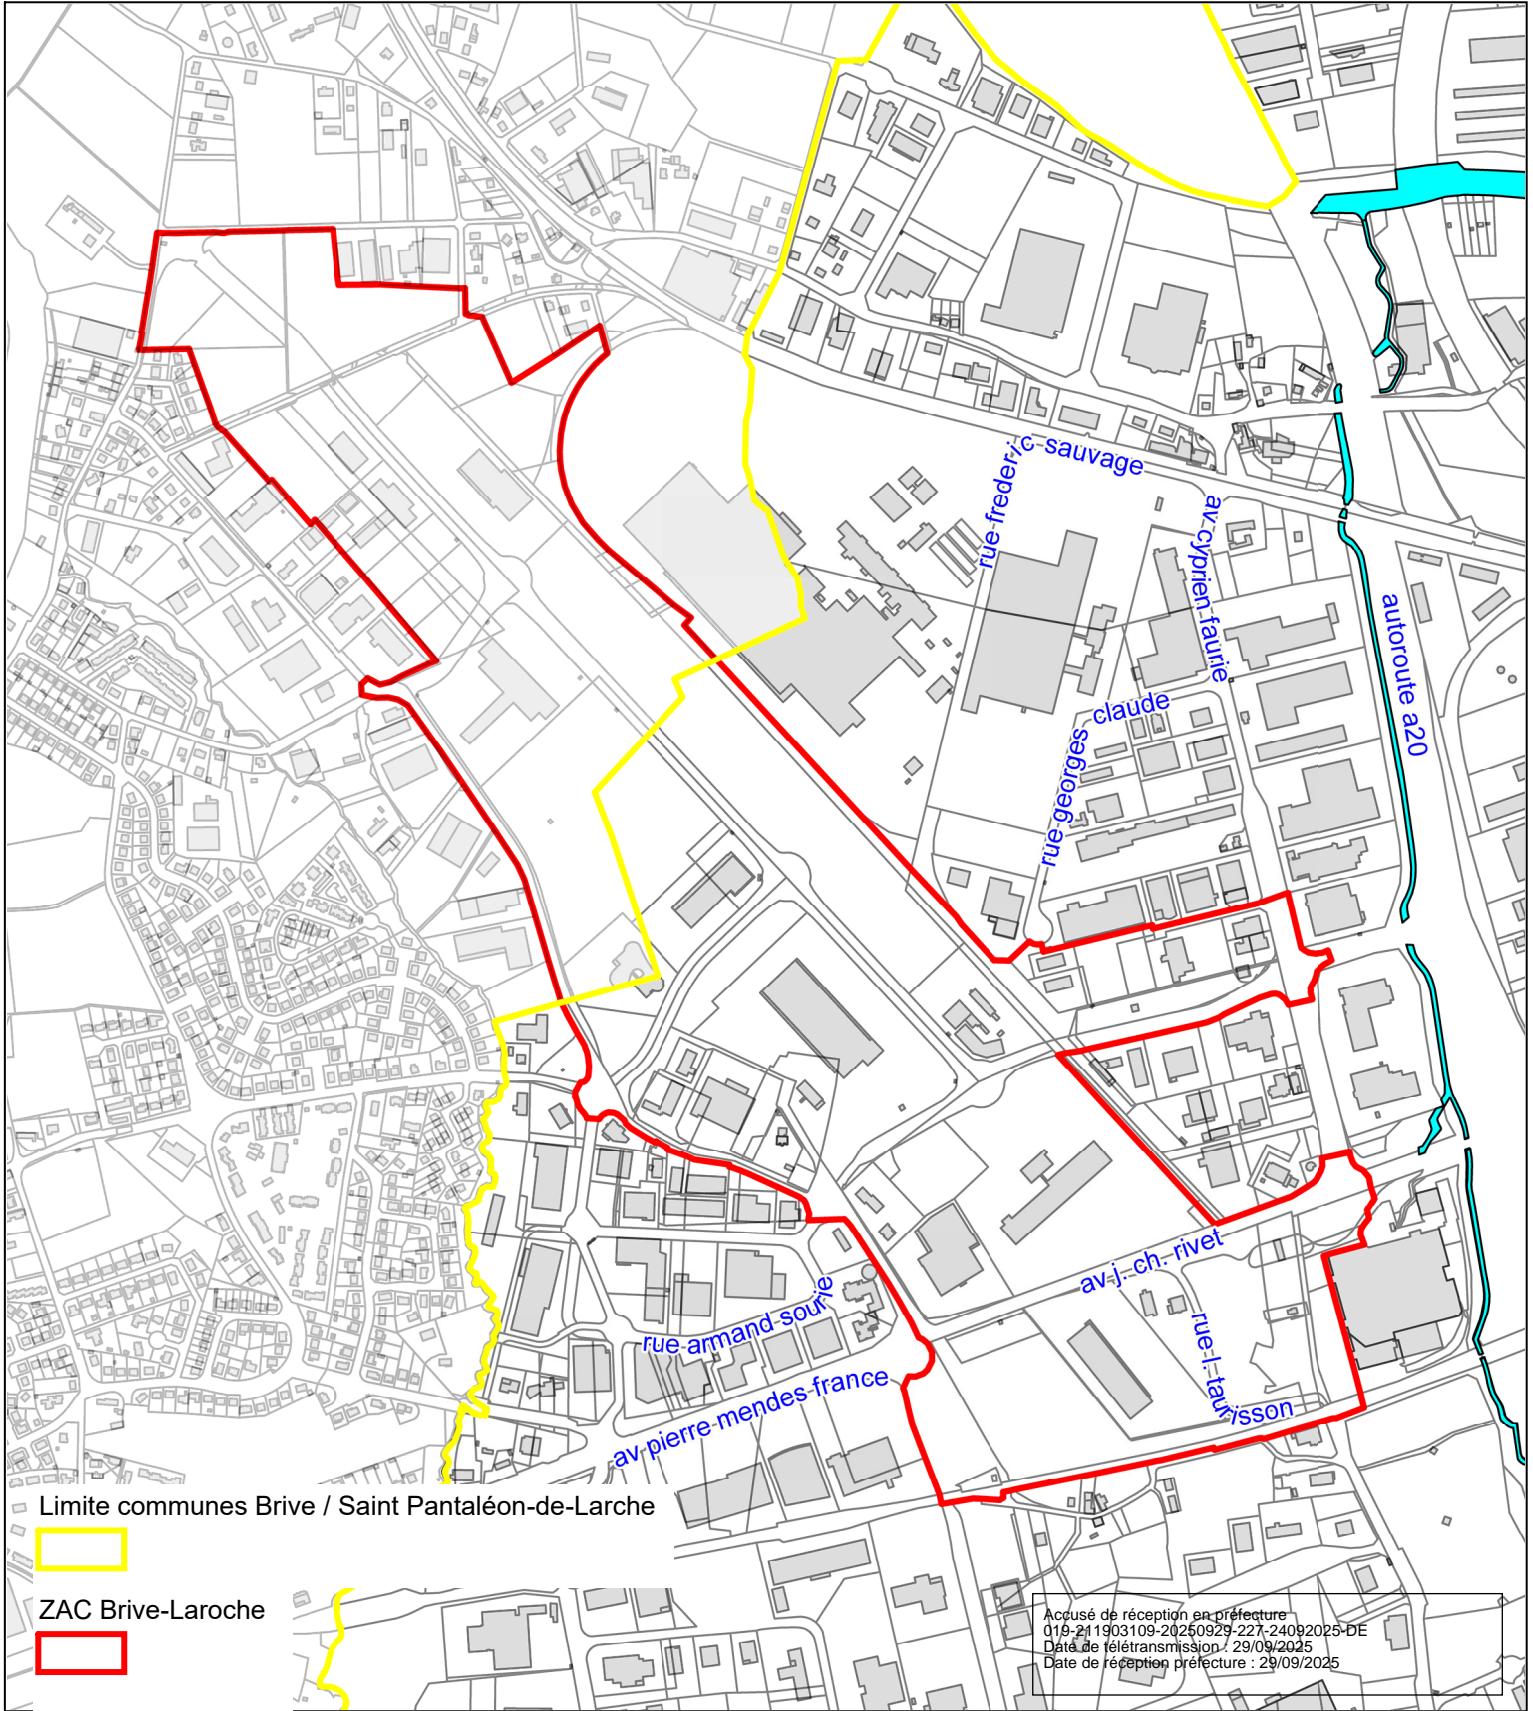 rue frederic sauvage
av cyprien faurie
autoroute a20
rue georges claude
av j. ch. rivet
rue armand sourie
rue l. taurisson
av pierre mendes france
Limite communes Brive / Saint Pantaléon-de-Larche
ZAC Brive-Laroche
Accusé de réception en préfecture
019-211903109-20250929-227-24092025-DE
Date de télétransmission : 29/09/2025
Date de réception préfecture : 29/09/2025